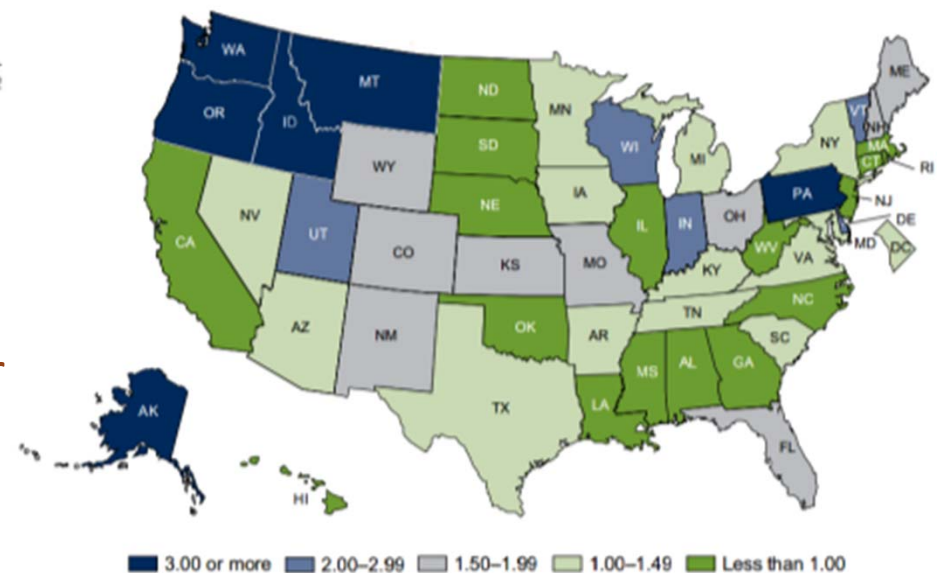 WA
MT
ND
MN
ME
OR
ID
SD
WI
MI
NY
VT
NH
MA
CT
RI
WY
NE
IA
PA
NJ
DE
MD
DC
NV
UT
CO
CA
IL
IN
OH
WV
VA
KS
MO
KY
NC
TN
AZ
NM
OK
AR
SC
MS
AL
GA
TX
LA
FL
AK
HI
3.00 or more 2.00–2.99 1.50–1.99 1.00–1.49 Less than 1.00